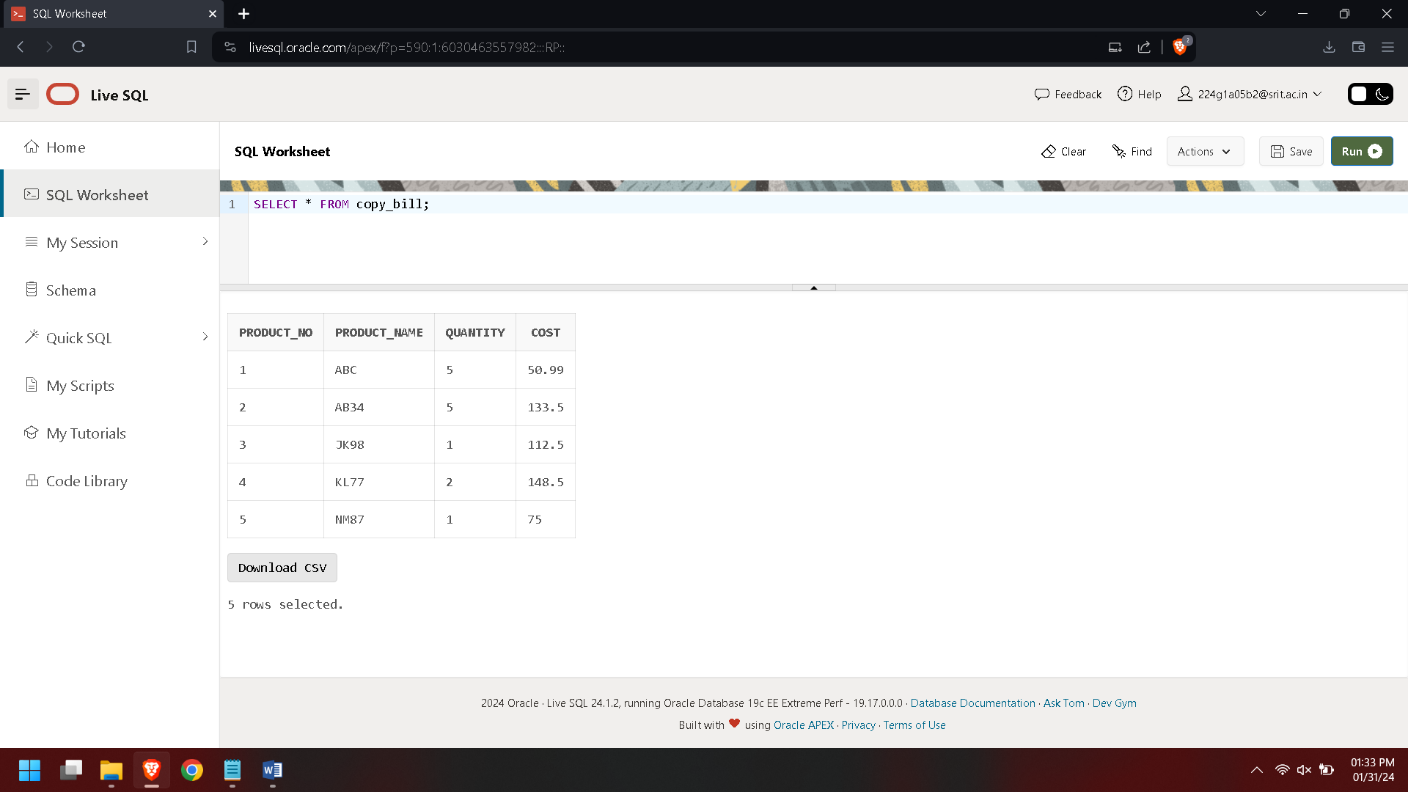 SQL Worksheet
livesql.oracle.com/apex/f?p=590:1:6030463557982:::RP::
2
Live SQL
Feedback
Help
224g1a05b2@srit.ac.in
Home
SQL Worksheet
My Session
Schema
Quick SQL
My Scripts
My Tutorials
Code Library
SQL Worksheet
Clear
Find
Actions
Save
Run
1 SELECT * FROM copy_bill;
PRODUCT_NO PRODUCT_NAME QUANTITY COST
1 ABC 5 50.99
2 AB34 5 133.5
3 JK98 1 112.5
4 KL77 2 148.5
5 NM87 1 75
Download CSV
5 rows selected.
2024 Oracle · Live SQL 24.1.2, running Oracle Database 19c EE Extreme Perf - 19.17.0.0.0 · Database Documentation · Ask Tom · Dev Gym
Built with ❤ using Oracle APEX · Privacy · Terms of Use
01:33 PM
01/31/24